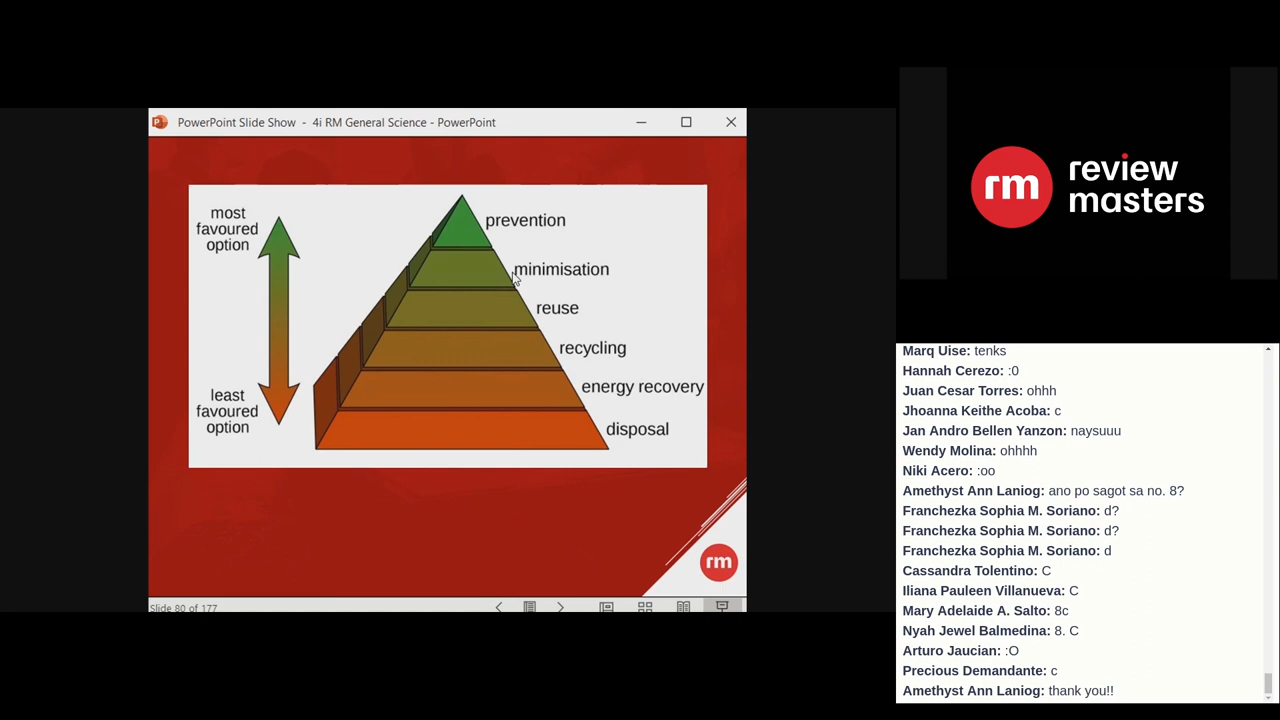 PowerPoint Slide Show - 4i RM General Science - PowerPoint
most
favoured
option
least
favoured
option
prevention
minimisation
reuse
recycling
energy recovery
disposal
rm
Slide 80 of 177
rm
review
masters
Marq Uise: tenks
Hannah Cerezo: :0
Juan Cesar Torres: ohhh
Jhoanna Keithe Acoba: c
Jan Andro Bellen Yanzon: naysuuu
Wendy Molina: ohhhh
Niki Acero: :oo
Amethyst Ann Laniog: ano po sagot sa no. 8?
Franchezka Sophia M. Soriano: d?
Franchezka Sophia M. Soriano: d?
Franchezka Sophia M. Soriano: d
Cassandra Tolentino: C
Iliana Pauleen Villanueva: C
Mary Adelaide A. Salto: 8c
Nyah Jewel Balmedina: 8. C
Arturo Jaucian: :O
Precious Demandante: c
Amethyst Ann Laniog: thank you!!